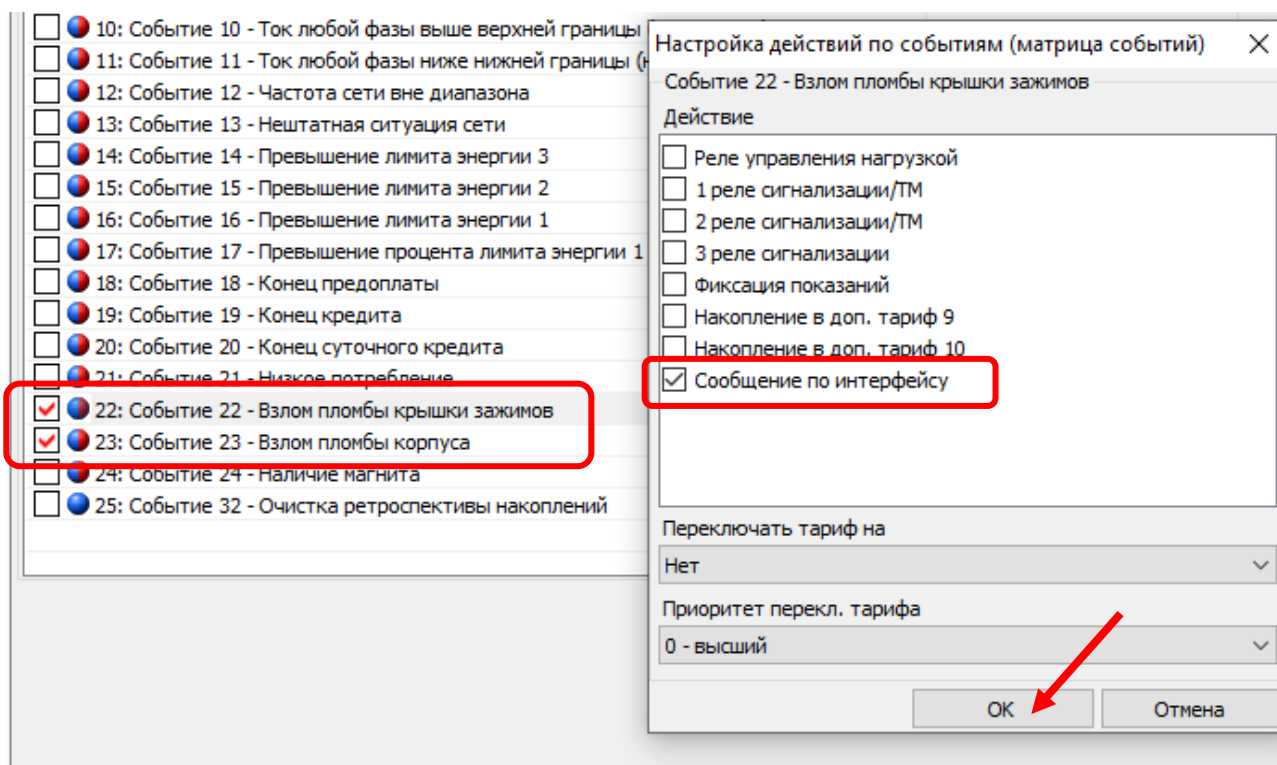 10: Событие 10 - Ток любой фазы выше верхней границы
11: Событие 11 - Ток любой фазы ниже нижней границы
12: Событие 12 - Частота сети вне диапазона
13: Событие 13 - Нештатная ситуация сети
14: Событие 14 - Превышение лимита энергии 3
15: Событие 15 - Превышение лимита энергии 2
16: Событие 16 - Превышение лимита энергии 1
17: Событие 17 - Превышение процента лимита энергии 1
18: Событие 18 - Конец предоплаты
19: Событие 19 - Конец кредита
20: Событие 20 - Конец суточного кредита
21: Событие 21 - Низкое потребление
22: Событие 22 - Взлом пломбы крышки зажимов
23: Событие 23 - Взлом пломбы корпуса
24: Событие 24 - Наличие магнита
25: Событие 32 - Очистка ретроспективы накоплений
Настройка действий по событиям (матрица событий)
Событие 22 - Взлом пломбы крышки зажимов
Действие
Реле управления нагрузкой
1 реле сигнализации/ТМ
2 реле сигнализации/ТМ
3 реле сигнализации
Фиксация показаний
Накопление в доп. тариф 9
Накопление в доп. тариф 10
Сообщение по интерфейсу
Переключать тариф на
Нет
Приоритет перекл. тарифа
0 - высший
ОК
Отмена